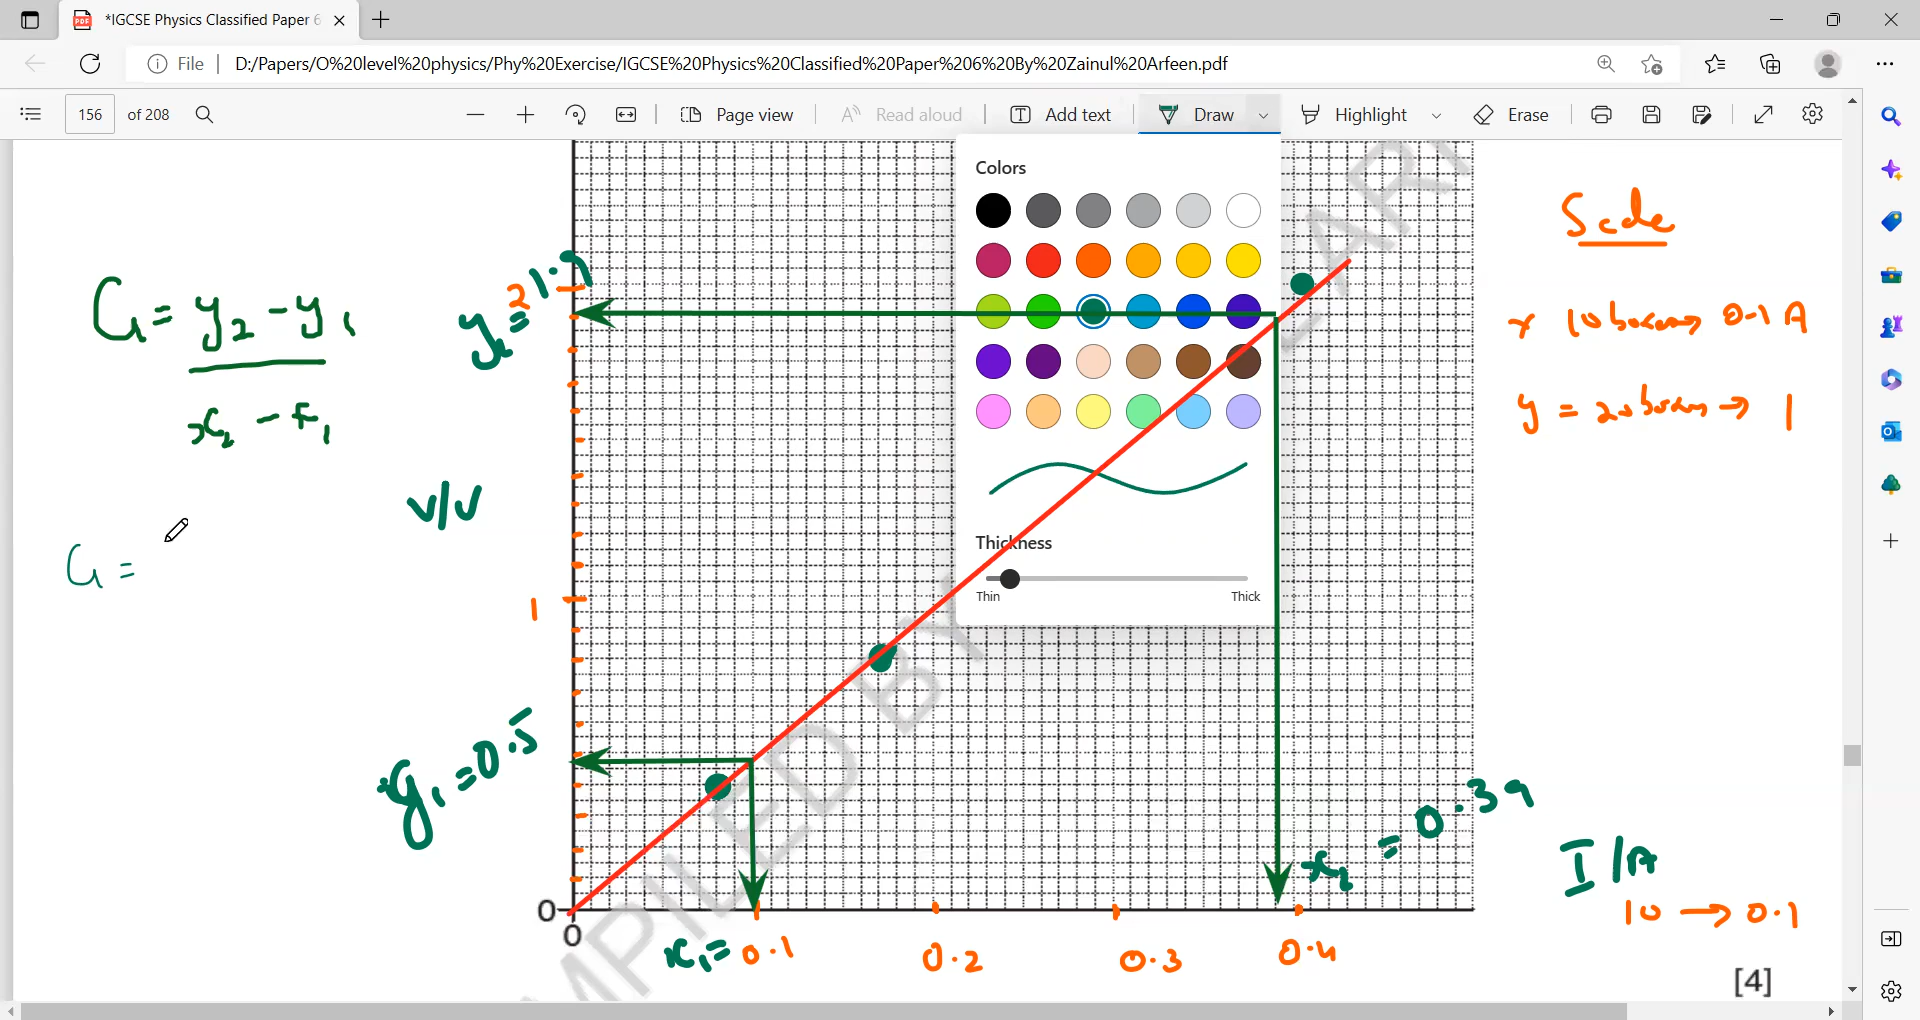 *IGCSE Physics Classified Paper 6
File
D:/Papers/O%20level%20physics/Phy%20Exercise/IGCSE%20Physics%20Classified%20Paper%206%20By%20Zainul%20Arfeen.pdf
156 of 208
Page view
Read aloud
Add text
Draw
Highlight
Erase
Colors
Thickness
Thin
Thick
Scale
x 10 boxes → 0.1 A
y = 20 boxes → 1
G = y2 - y1
x2 - x1
G =
V/V
y2 = 1.9
2
1
y1 = 0.5
0
0
x1 = 0.1
0.2
0.3
0.4
x2 = 0.39
I/A
10 → 0.1
[4]
COMPILED BY